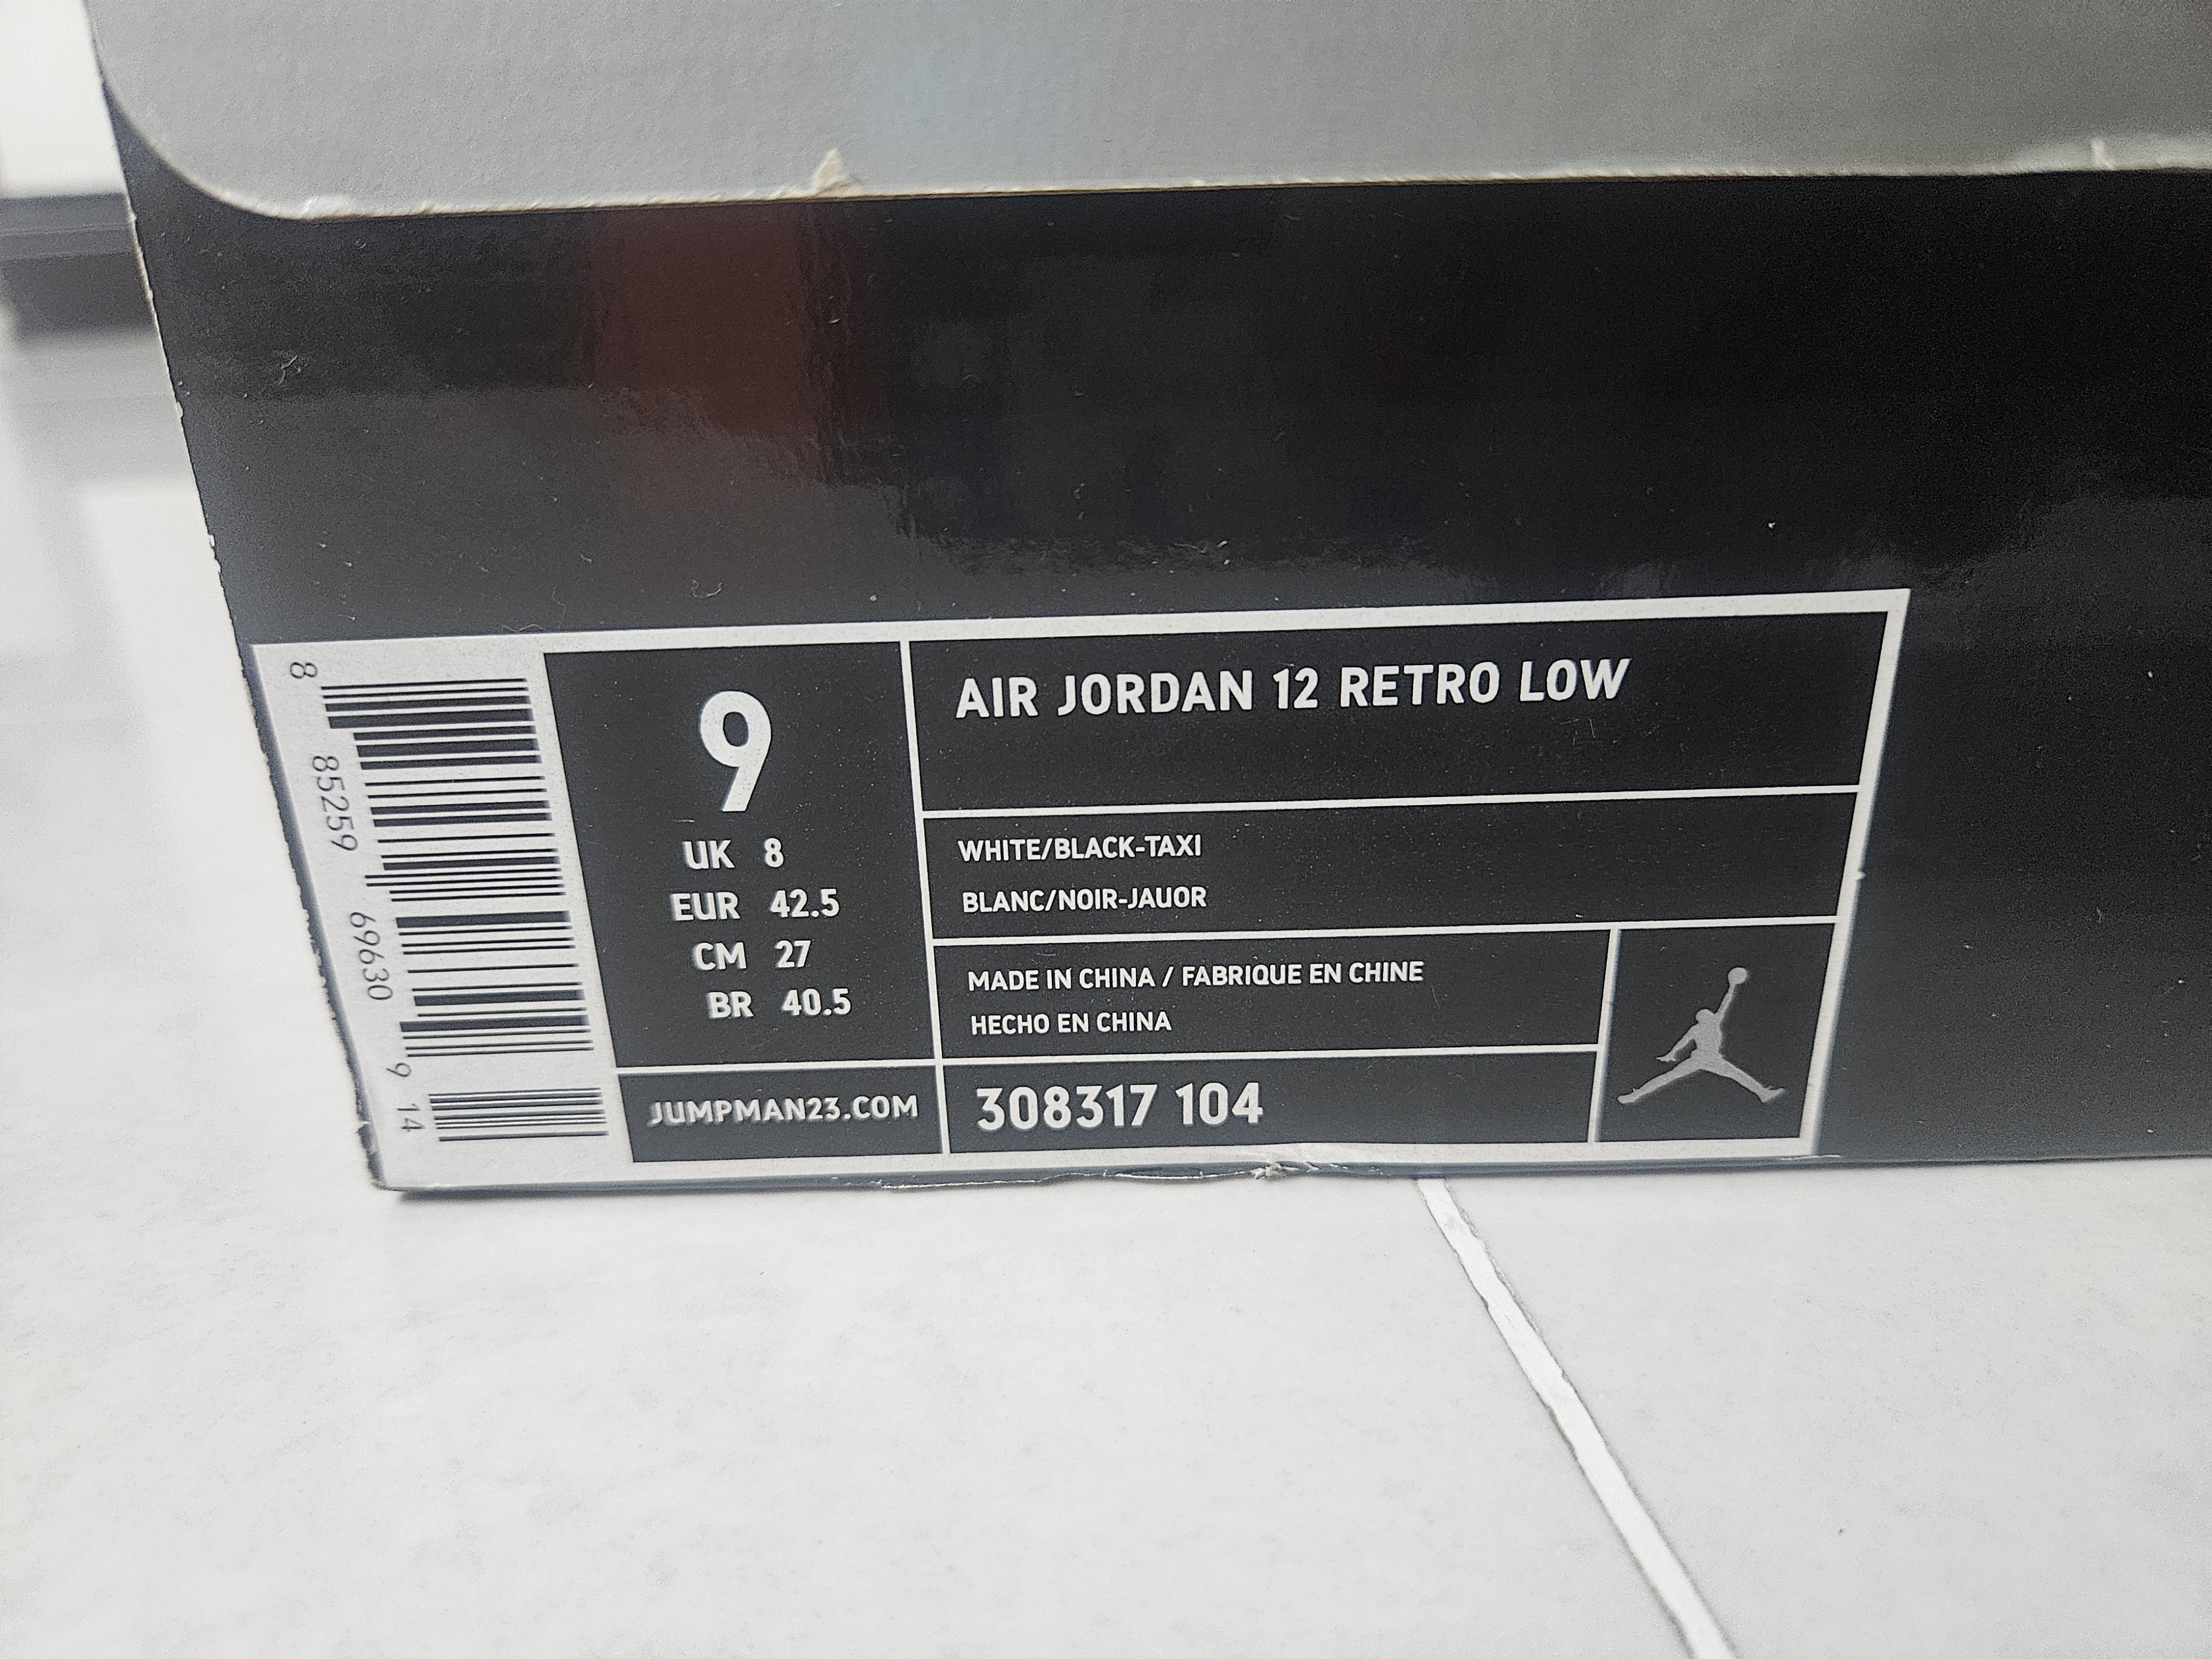 8 85259 69630 9 14
9
UK 8
EUR 42.5
CM 27
BR 40.5
JUMPMAN23.COM
AIR JORDAN 12 RETRO LOW
WHITE/BLACK-TAXI
BLANC/NOIR-JAUOR
MADE IN CHINA / FABRIQUE EN CHINE
HECHO EN CHINA
308317 104